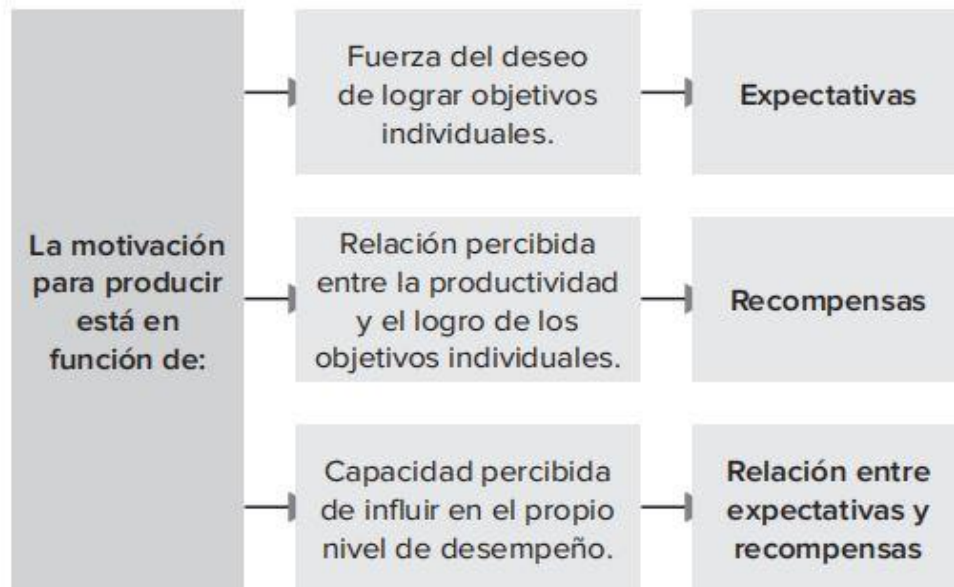 La motivación
para producir
está en
función de:
Fuerza del deseo
de lograr objetivos
individuales.
Expectativas
Relación percibida
entre la productividad
y el logro de los
objetivos individuales.
Recompensas
Capacidad percibida
de influir en el propio
nivel de desempeño.
Relación entre
expectativas y
recompensas